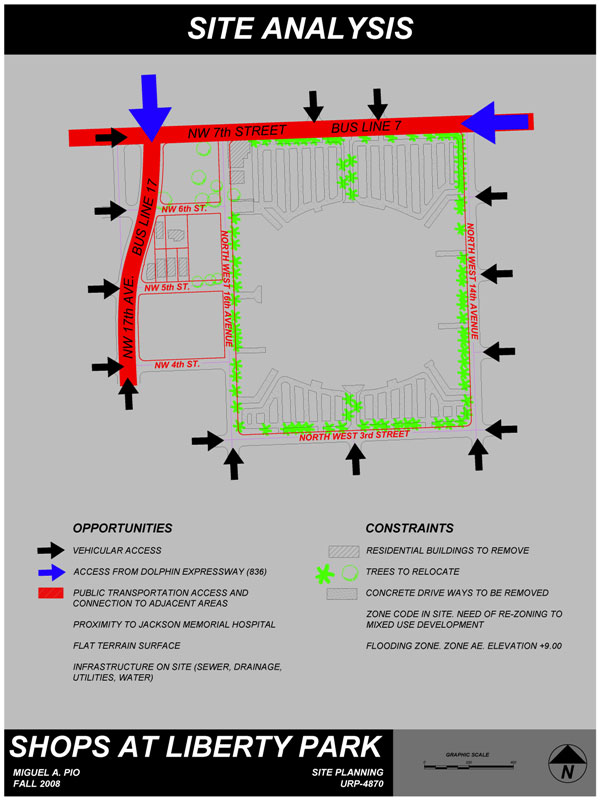 SITE ANALYSIS
NW 7th STREET
BUS LINE 7
BUS LINE 17
NW 17th AVE.
NW 6th ST.
NW 5th ST.
NW 4th ST.
NORTH WEST 16th AVENUE
NORTH WEST 14th AVENUE
NORTH WEST 3rd STREET
OPPORTUNITIES
VEHICULAR ACCESS
ACCESS FROM DOLPHIN EXPRESSWAY (836)
PUBLIC TRANSPORTATION ACCESS AND
CONNECTION TO ADJACENT AREAS
PROXIMITY TO JACKSON MEMORIAL HOSPITAL
FLAT TERRAIN SURFACE
INFRASTRUCTURE ON SITE (SEWER, DRAINAGE,
UTILITIES, WATER)
CONSTRAINTS
RESIDENTIAL BUILDINGS TO REMOVE
TREES TO RELOCATE
CONCRETE DRIVE WAYS TO BE REMOVED
ZONE CODE IN SITE. NEED OF RE-ZONING TO
MIXED USE DEVELOPMENT
FLOODING ZONE. ZONE AE. ELEVATION +9.00
SHOPS AT LIBERTY PARK
MIGUEL A. PIO
FALL 2008
SITE PLANNING
URP-4870
GRAPHIC SCALE
N